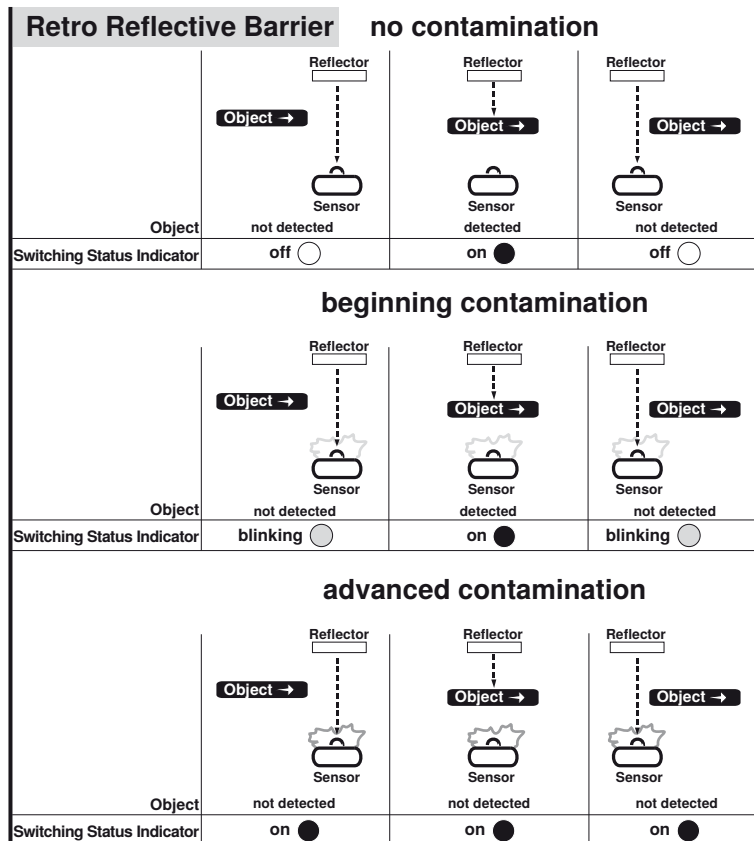 Retro Reflective Barrier no contamination
Reflector Reflector Reflector
Object → Object → Object →
Sensor Sensor Sensor
Object not detected detected not detected
Switching Status Indicator off on off
beginning contamination
Reflector Reflector Reflector
Object → Object → Object →
Sensor Sensor Sensor
Object not detected detected not detected
Switching Status Indicator blinking on blinking
advanced contamination
Reflector Reflector Reflector
Object → Object → Object →
Sensor Sensor Sensor
Object not detected not detected not detected
Switching Status Indicator on on on